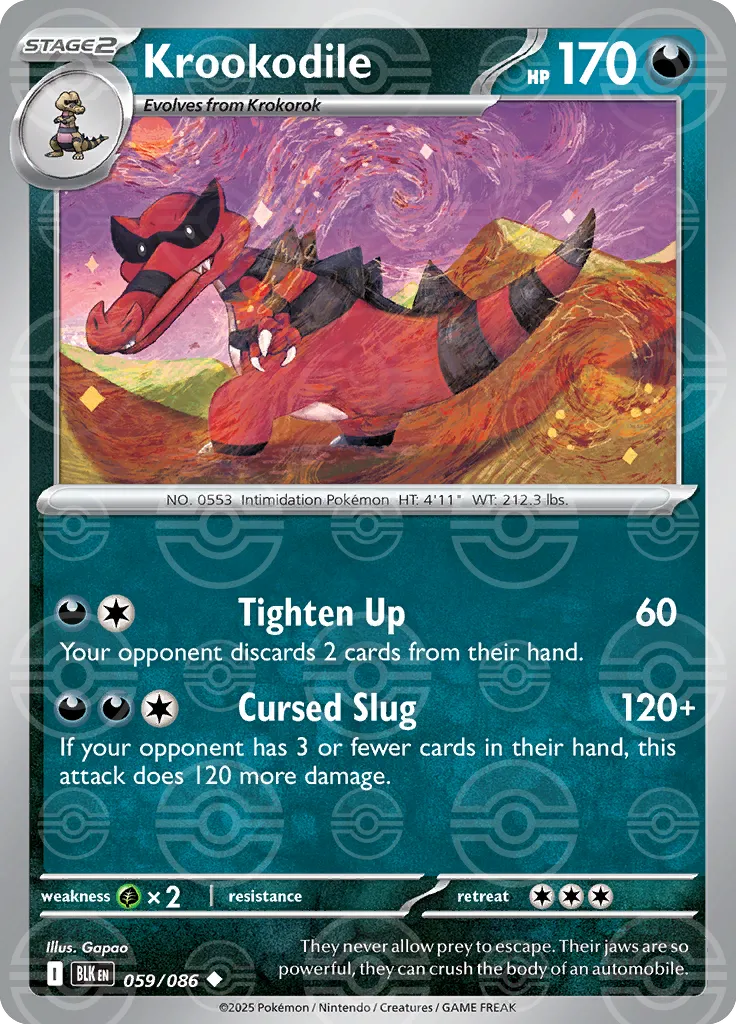 STAGE2
Krookodile
HP 170
Evolves from Krokorok
NO. 0553 Intimidation Pokémon HT: 4'11" WT: 212.3 lbs.
Tighten Up 60
Your opponent discards 2 cards from their hand.
Cursed Slug 120+
If your opponent has 3 or fewer cards in their hand, this
attack does 120 more damage.
weakness ×2 resistance retreat
Illus. Gapao
They never allow prey to escape. Their jaws are so
powerful, they can crush the body of an automobile.
I BLK EN 059/086
©2025 Pokémon / Nintendo / Creatures / GAME FREAK